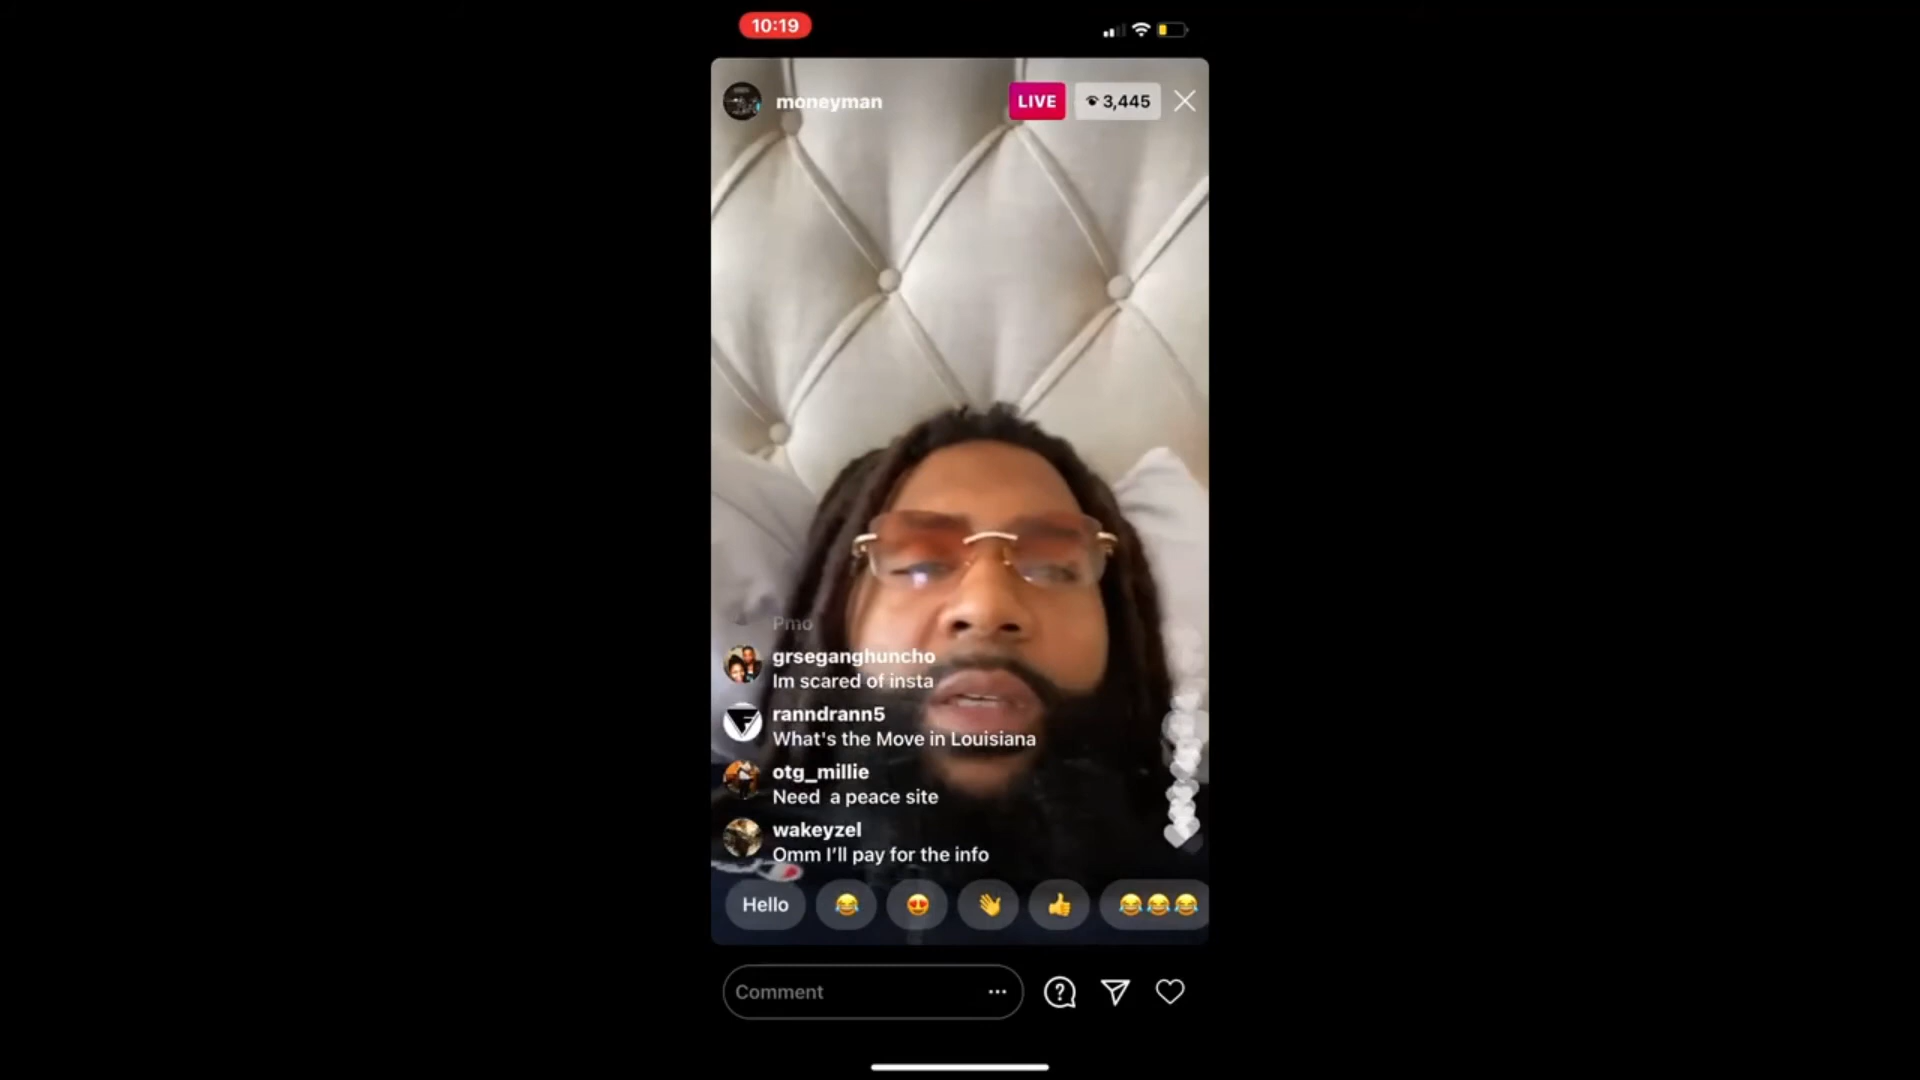 10:19
moneyman
LIVE
3,445
Pmo
grseganghuncho
Im scared of insta
ranndrann5
What's the Move in Louisiana
otg_millie
Need a peace site
wakeyzel
Omm I'll pay for the info
Hello
Comment